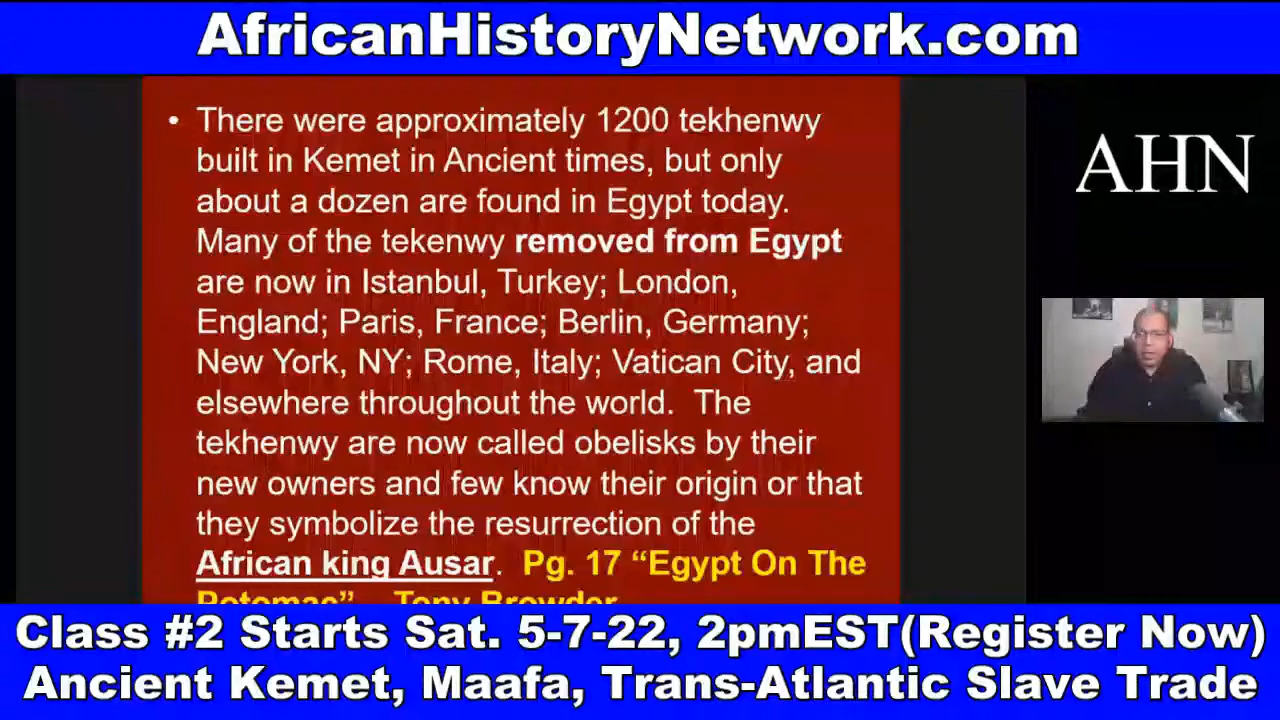 AfricanHistoryNetwork.com
• There were approximately 1200 tekhenwy
built in Kemet in Ancient times, but only
about a dozen are found in Egypt today.
Many of the tekenwy removed from Egypt
are now in Istanbul, Turkey; London,
England; Paris, France; Berlin, Germany;
New York, NY; Rome, Italy; Vatican City, and
elsewhere throughout the world. The
tekhenwy are now called obelisks by their
new owners and few know their origin or that
they symbolize the resurrection of the
African king Ausar. Pg. 17 “Egypt On The
Potomac” – Tony Browder
AHN
Class #2 Starts Sat. 5-7-22, 2pmEST(Register Now)
Ancient Kemet, Maafa, Trans-Atlantic Slave Trade